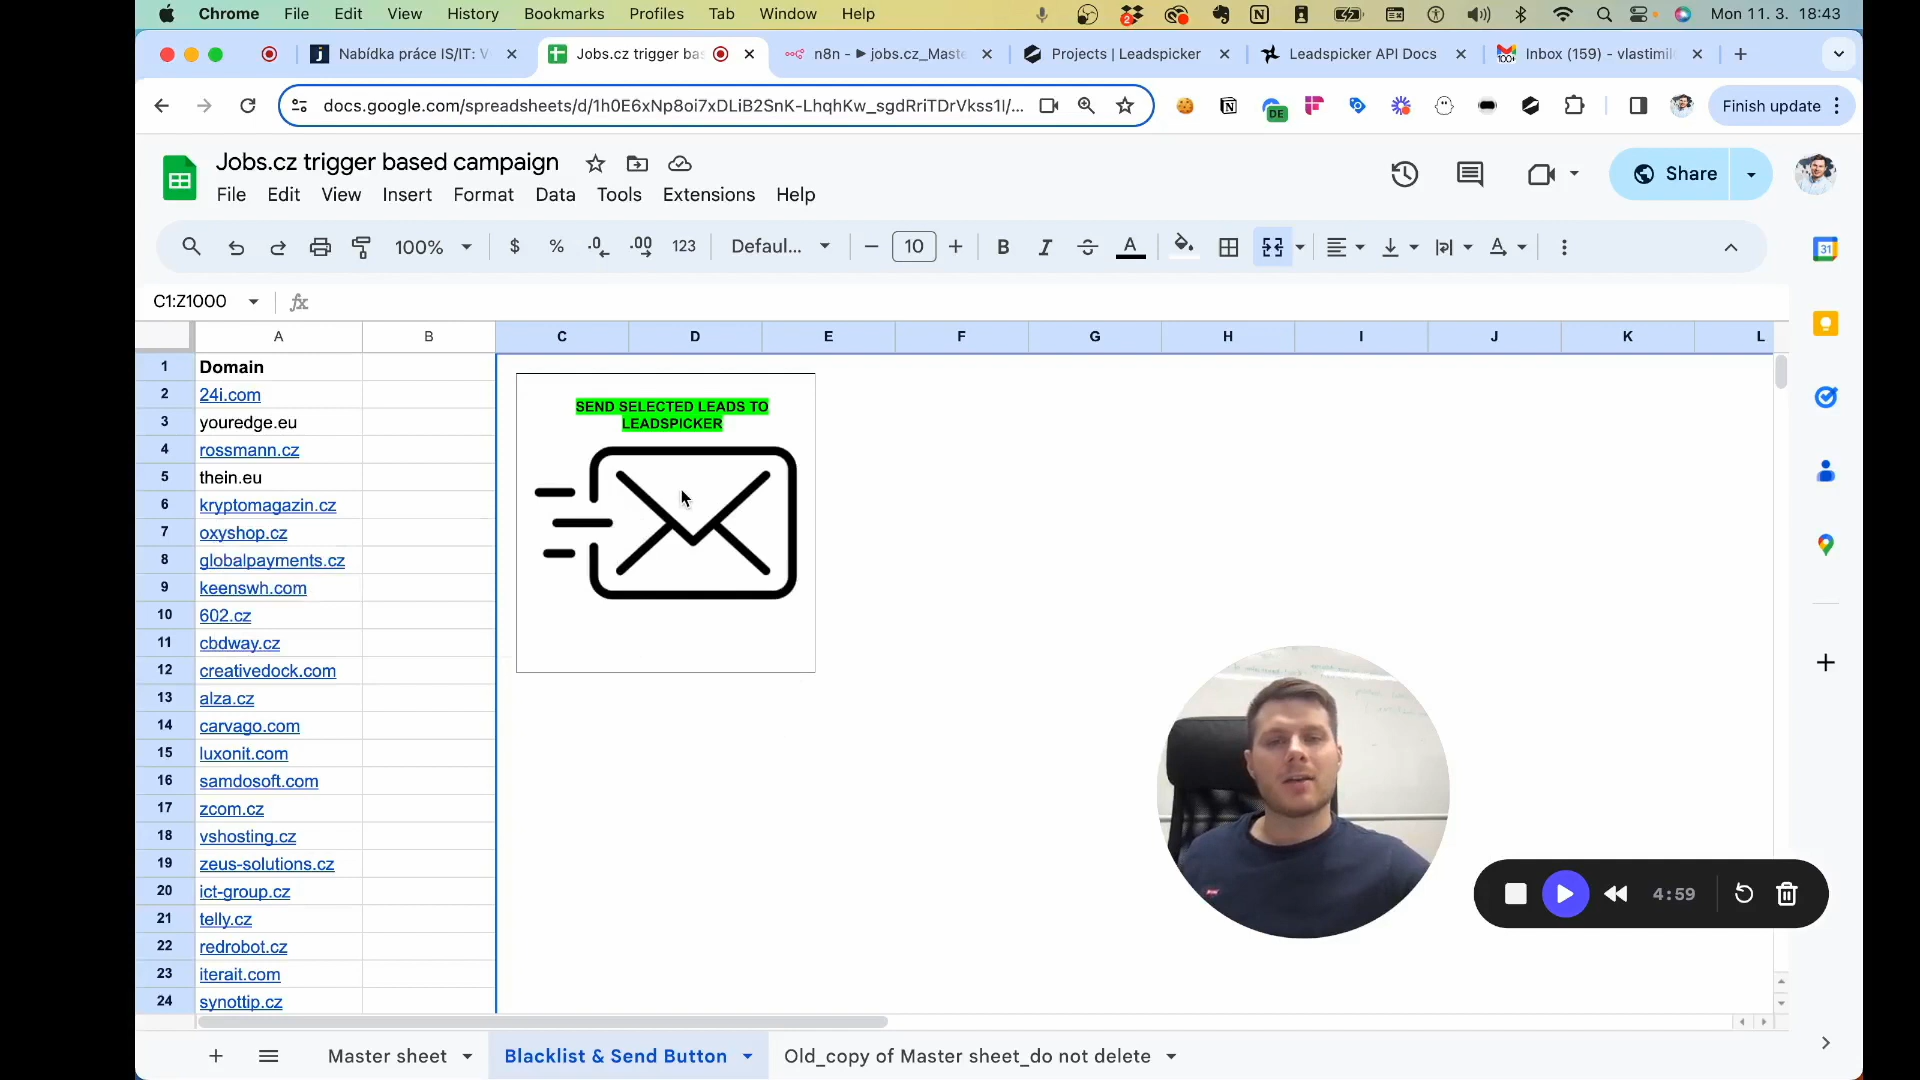 Chrome File Edit View History Bookmarks Profiles Tab Window Help
2
Mon 11. 3. 18:43
Nabídka práce IS/IT: V
Jobs.cz trigger bas
n8n - ▶ jobs.cz_Maste
Projects | Leadspicker
Leadspicker API Docs
100+
Inbox (159) - vlastimil
docs.google.com/spreadsheets/d/1h0E6xNp8oi7xDLiB2SnK-LhqhKw_sgdRriTDrVkss1I/...
DE
Finish update
Jobs.cz trigger based campaign
File Edit View Insert Format Data Tools Extensions Help
Share
100% $ % .0 .00 123 Defaul... 10 B I A
31
C1:Z1000
fx
A B C D E F G H I J K L
1 Domain
2 24i.com
3 youredge.eu
4 rossmann.cz
5 thein.eu
6 kryptomagazin.cz
7 oxyshop.cz
8 globalpayments.cz
9 keenswh.com
10 602.cz
11 cbdway.cz
12 creativedock.com
13 alza.cz
14 carvago.com
15 luxonit.com
16 samdosoft.com
17 zcom.cz
18 vshosting.cz
19 zeus-solutions.cz
20 ict-group.cz
21 telly.cz
22 redrobot.cz
23 iterait.com
24 synottip.cz
SEND SELECTED LEADS TO
LEADSPICKER
4:59
Master sheet
Blacklist & Send Button
Old_copy of Master sheet_do not delete